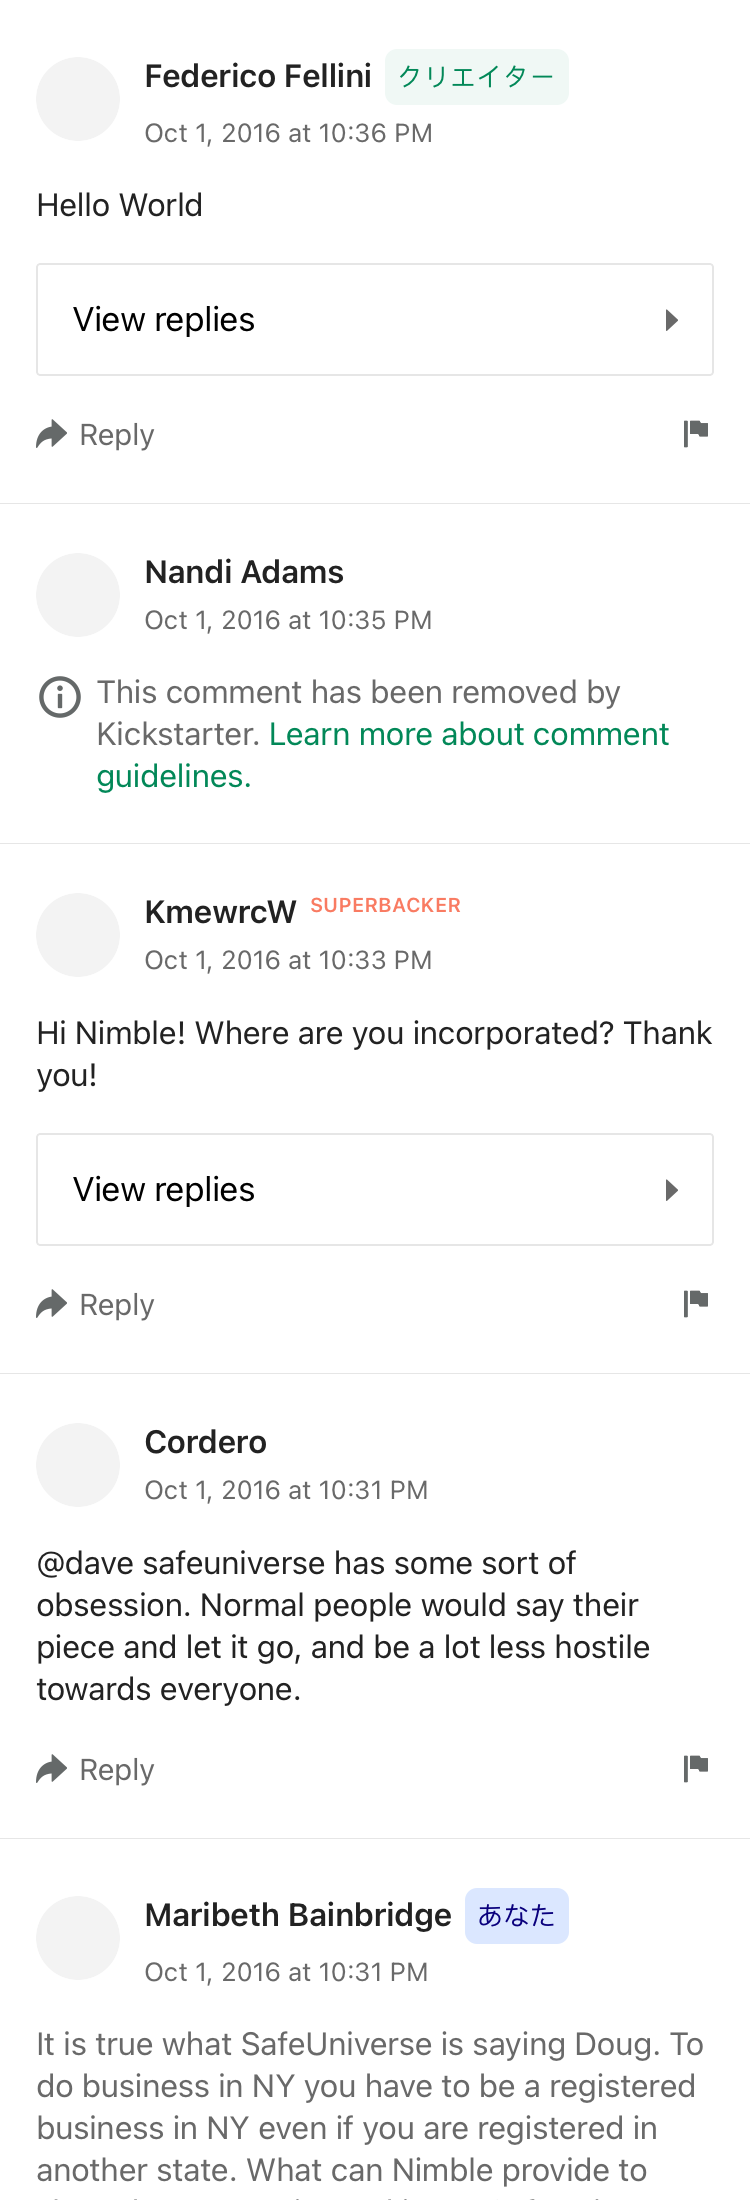 Federico Fellini クリエイター
Oct 1, 2016 at 10:36 PM
Hello World
View replies
Reply
Nandi Adams
Oct 1, 2016 at 10:35 PM
This comment has been removed by
Kickstarter. Learn more about comment
guidelines.
KmewrcW SUPERBACKER
Oct 1, 2016 at 10:33 PM
Hi Nimble! Where are you incorporated? Thank
you!
View replies
Reply
Cordero
Oct 1, 2016 at 10:31 PM
@dave safeuniverse has some sort of
obsession. Normal people would say their
piece and let it go, and be a lot less hostile
towards everyone.
Reply
Maribeth Bainbridge あなた
Oct 1, 2016 at 10:31 PM
It is true what SafeUniverse is saying Doug. To
do business in NY you have to be a registered
business in NY even if you are registered in
another state. What can Nimble provide to